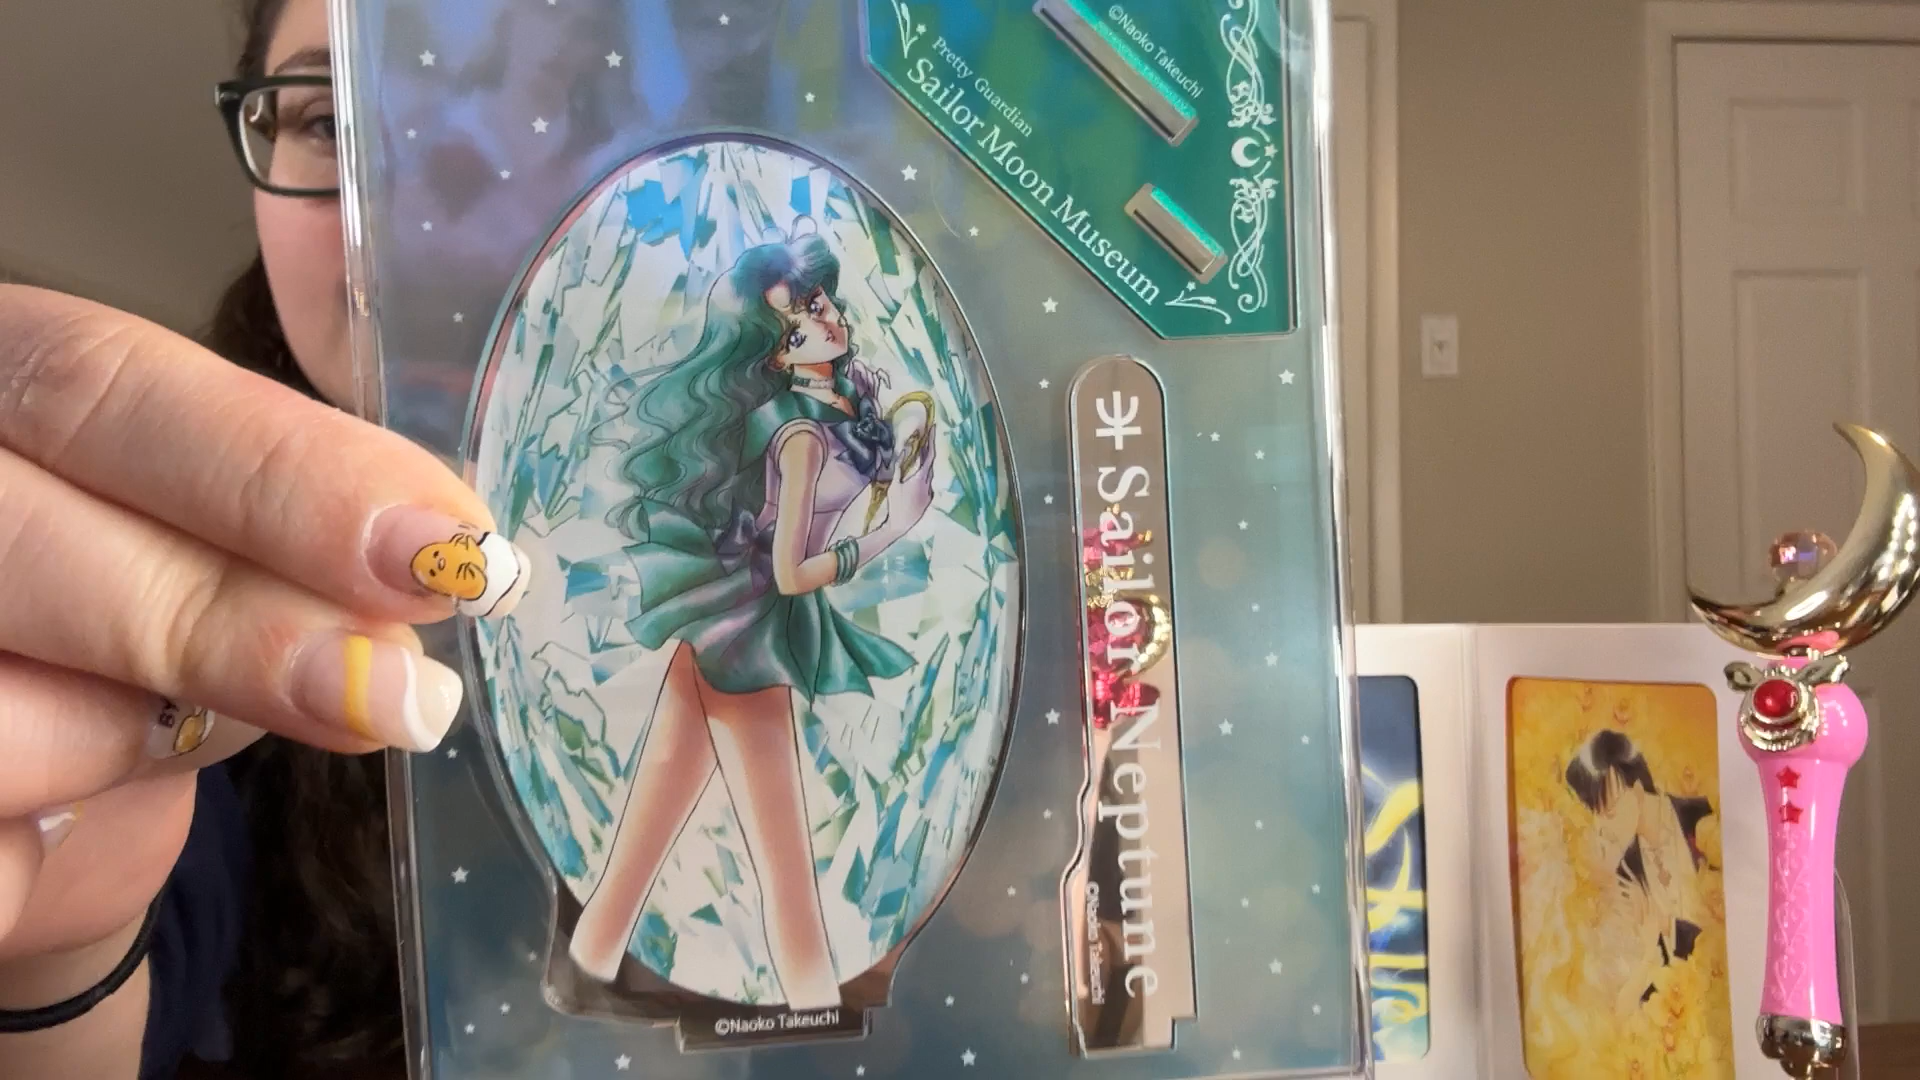 ©Naoko Takeuchi
Pretty Guardian
Sailor Moon Museum
Sailor Neptune
©Naoko Takeuchi
©Naoko Takeuchi